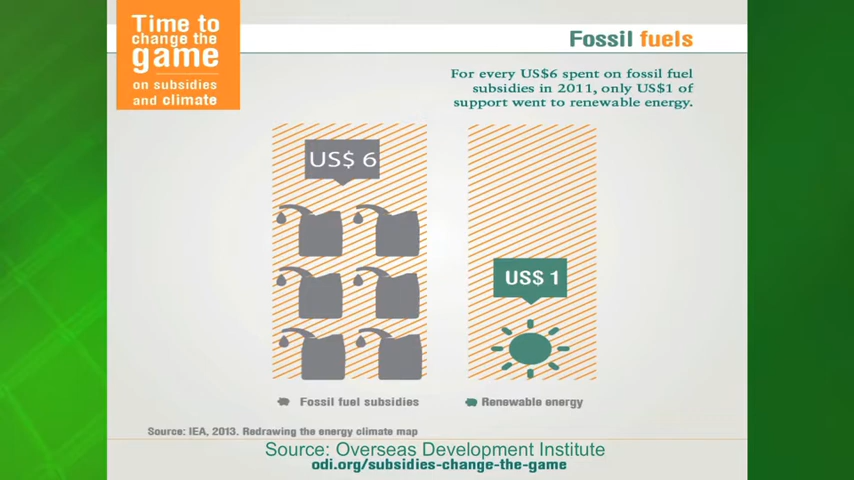 Time to
change the
game
on subsidies
and climate
Fossil fuels
For every US$6 spent on fossil fuel
subsidies in 2011, only US$1 of
support went to renewable energy.
US$ 6
US$ 1
Fossil fuel subsidies
Renewable energy
Source: IEA, 2013. Redrawing the energy climate map
Source: Overseas Development Institute
odi.org/subsidies-change-the-game